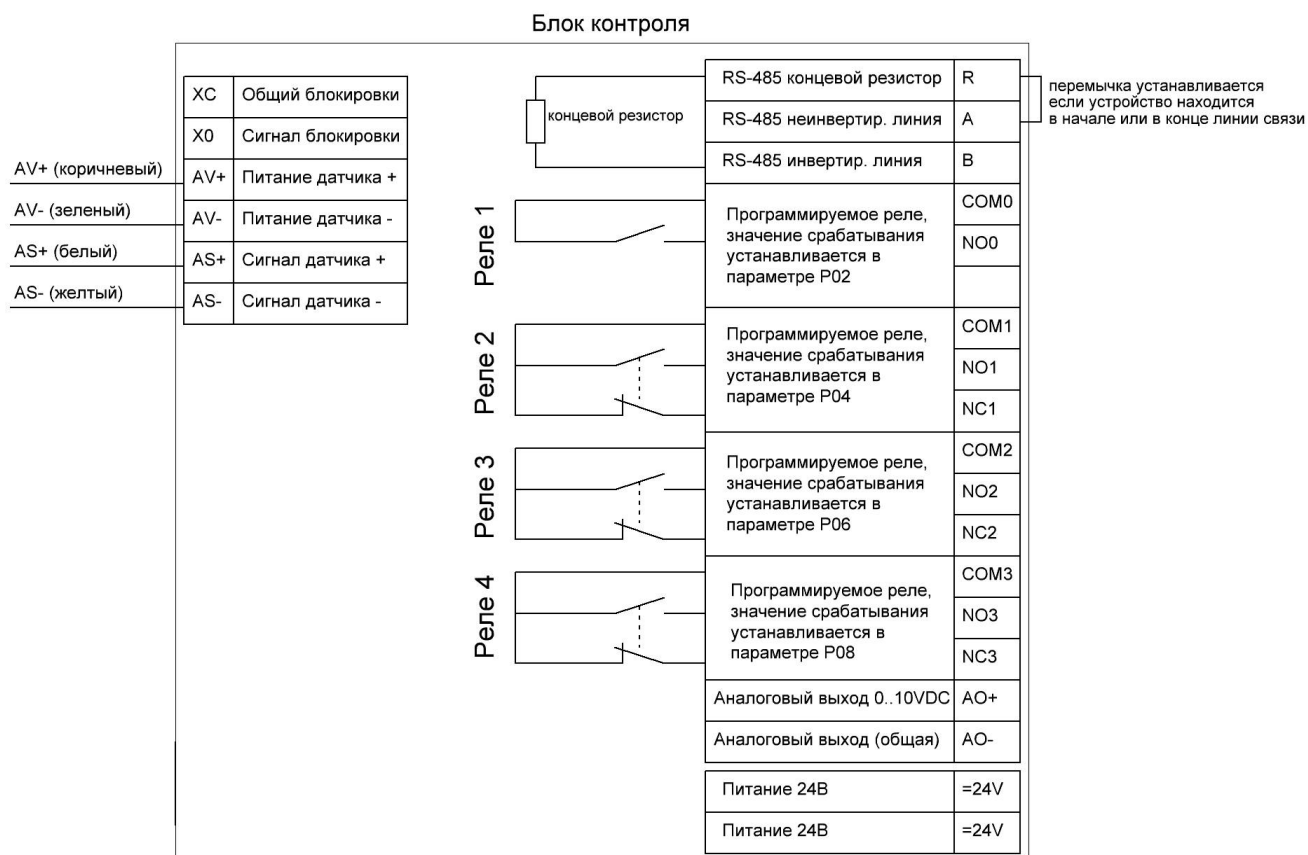 Блок контроля
XC Общий блокировки
X0 Сигнал блокировки
AV+ (коричневый) AV+ Питание датчика +
AV- (зеленый) AV- Питание датчика -
AS+ (белый) AS+ Сигнал датчика +
AS- (желтый) AS- Сигнал датчика -
концевой резистор
RS-485 концевой резистор R
RS-485 неинвертир. линия A
RS-485 инвертир. линия B
перемычка устанавливается
если устройство находится
в начале или в конце линии связи
Реле 1
Программируемое реле,
значение срабатывания
устанавливается в
параметре P02
COM0
NO0
Реле 2
Программируемое реле,
значение срабатывания
устанавливается в
параметре P04
COM1
NO1
NC1
Реле 3
Программируемое реле,
значение срабатывания
устанавливается в
параметре P06
COM2
NO2
NC2
Реле 4
Программируемое реле,
значение срабатывания
устанавливается в
параметре P08
COM3
NO3
NC3
Аналоговый выход 0..10VDC AO+
Аналоговый выход (общая) AO-
Питание 24В =24V
Питание 24В =24V